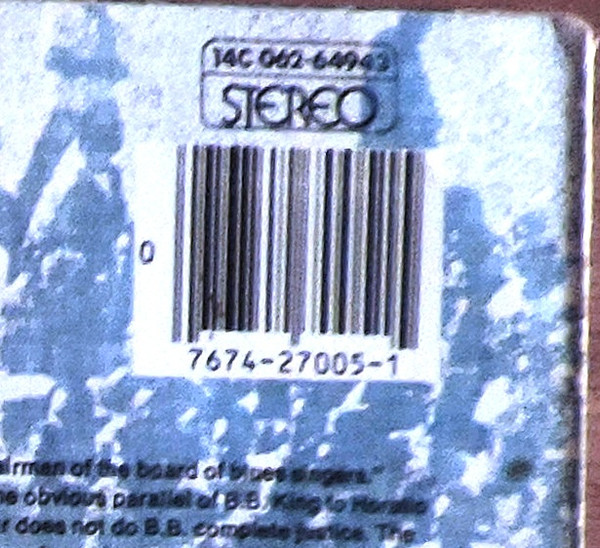 14C 062-64943
STEREO
0
7674-27005-1
airman of the board of blues singers."
he obvious parallel of B.B. King to Horatio
r does not do B.B. complete justice. The